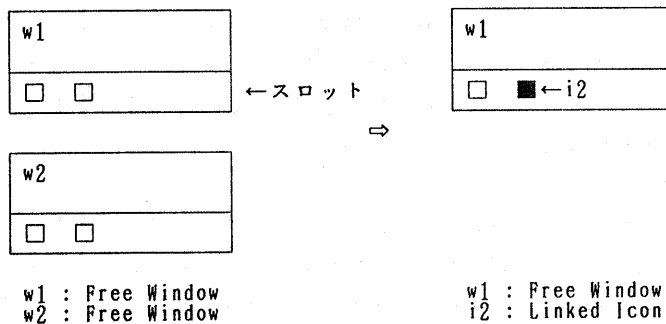 w1
←スロット
w2
w1 : Free Window
w2 : Free Window
⇨
w1
←i2
w1 : Free Window
i2 : Linked Icon